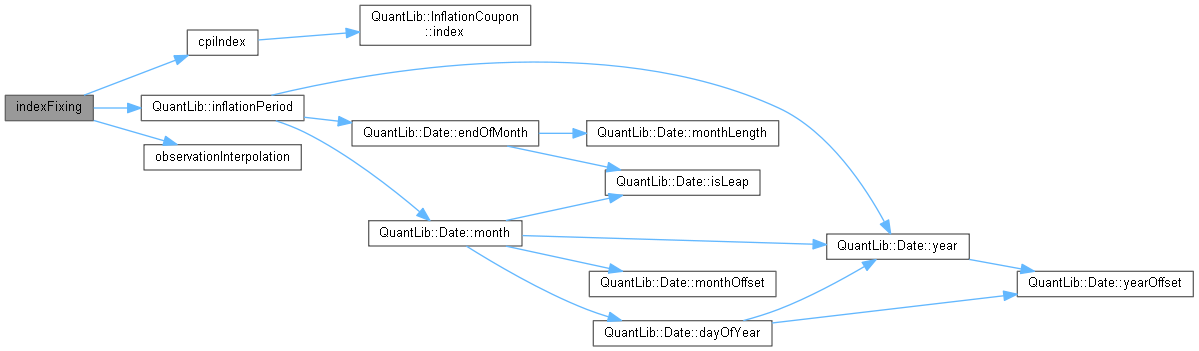 QuantLib::InflationCoupon
::index
cpiIndex
indexFixing
QuantLib::inflationPeriod
QuantLib::Date::endOfMonth
QuantLib::Date::monthLength
observationInterpolation
QuantLib::Date::isLeap
QuantLib::Date::month
QuantLib::Date::year
QuantLib::Date::monthOffset
QuantLib::Date::yearOffset
QuantLib::Date::dayOfYear